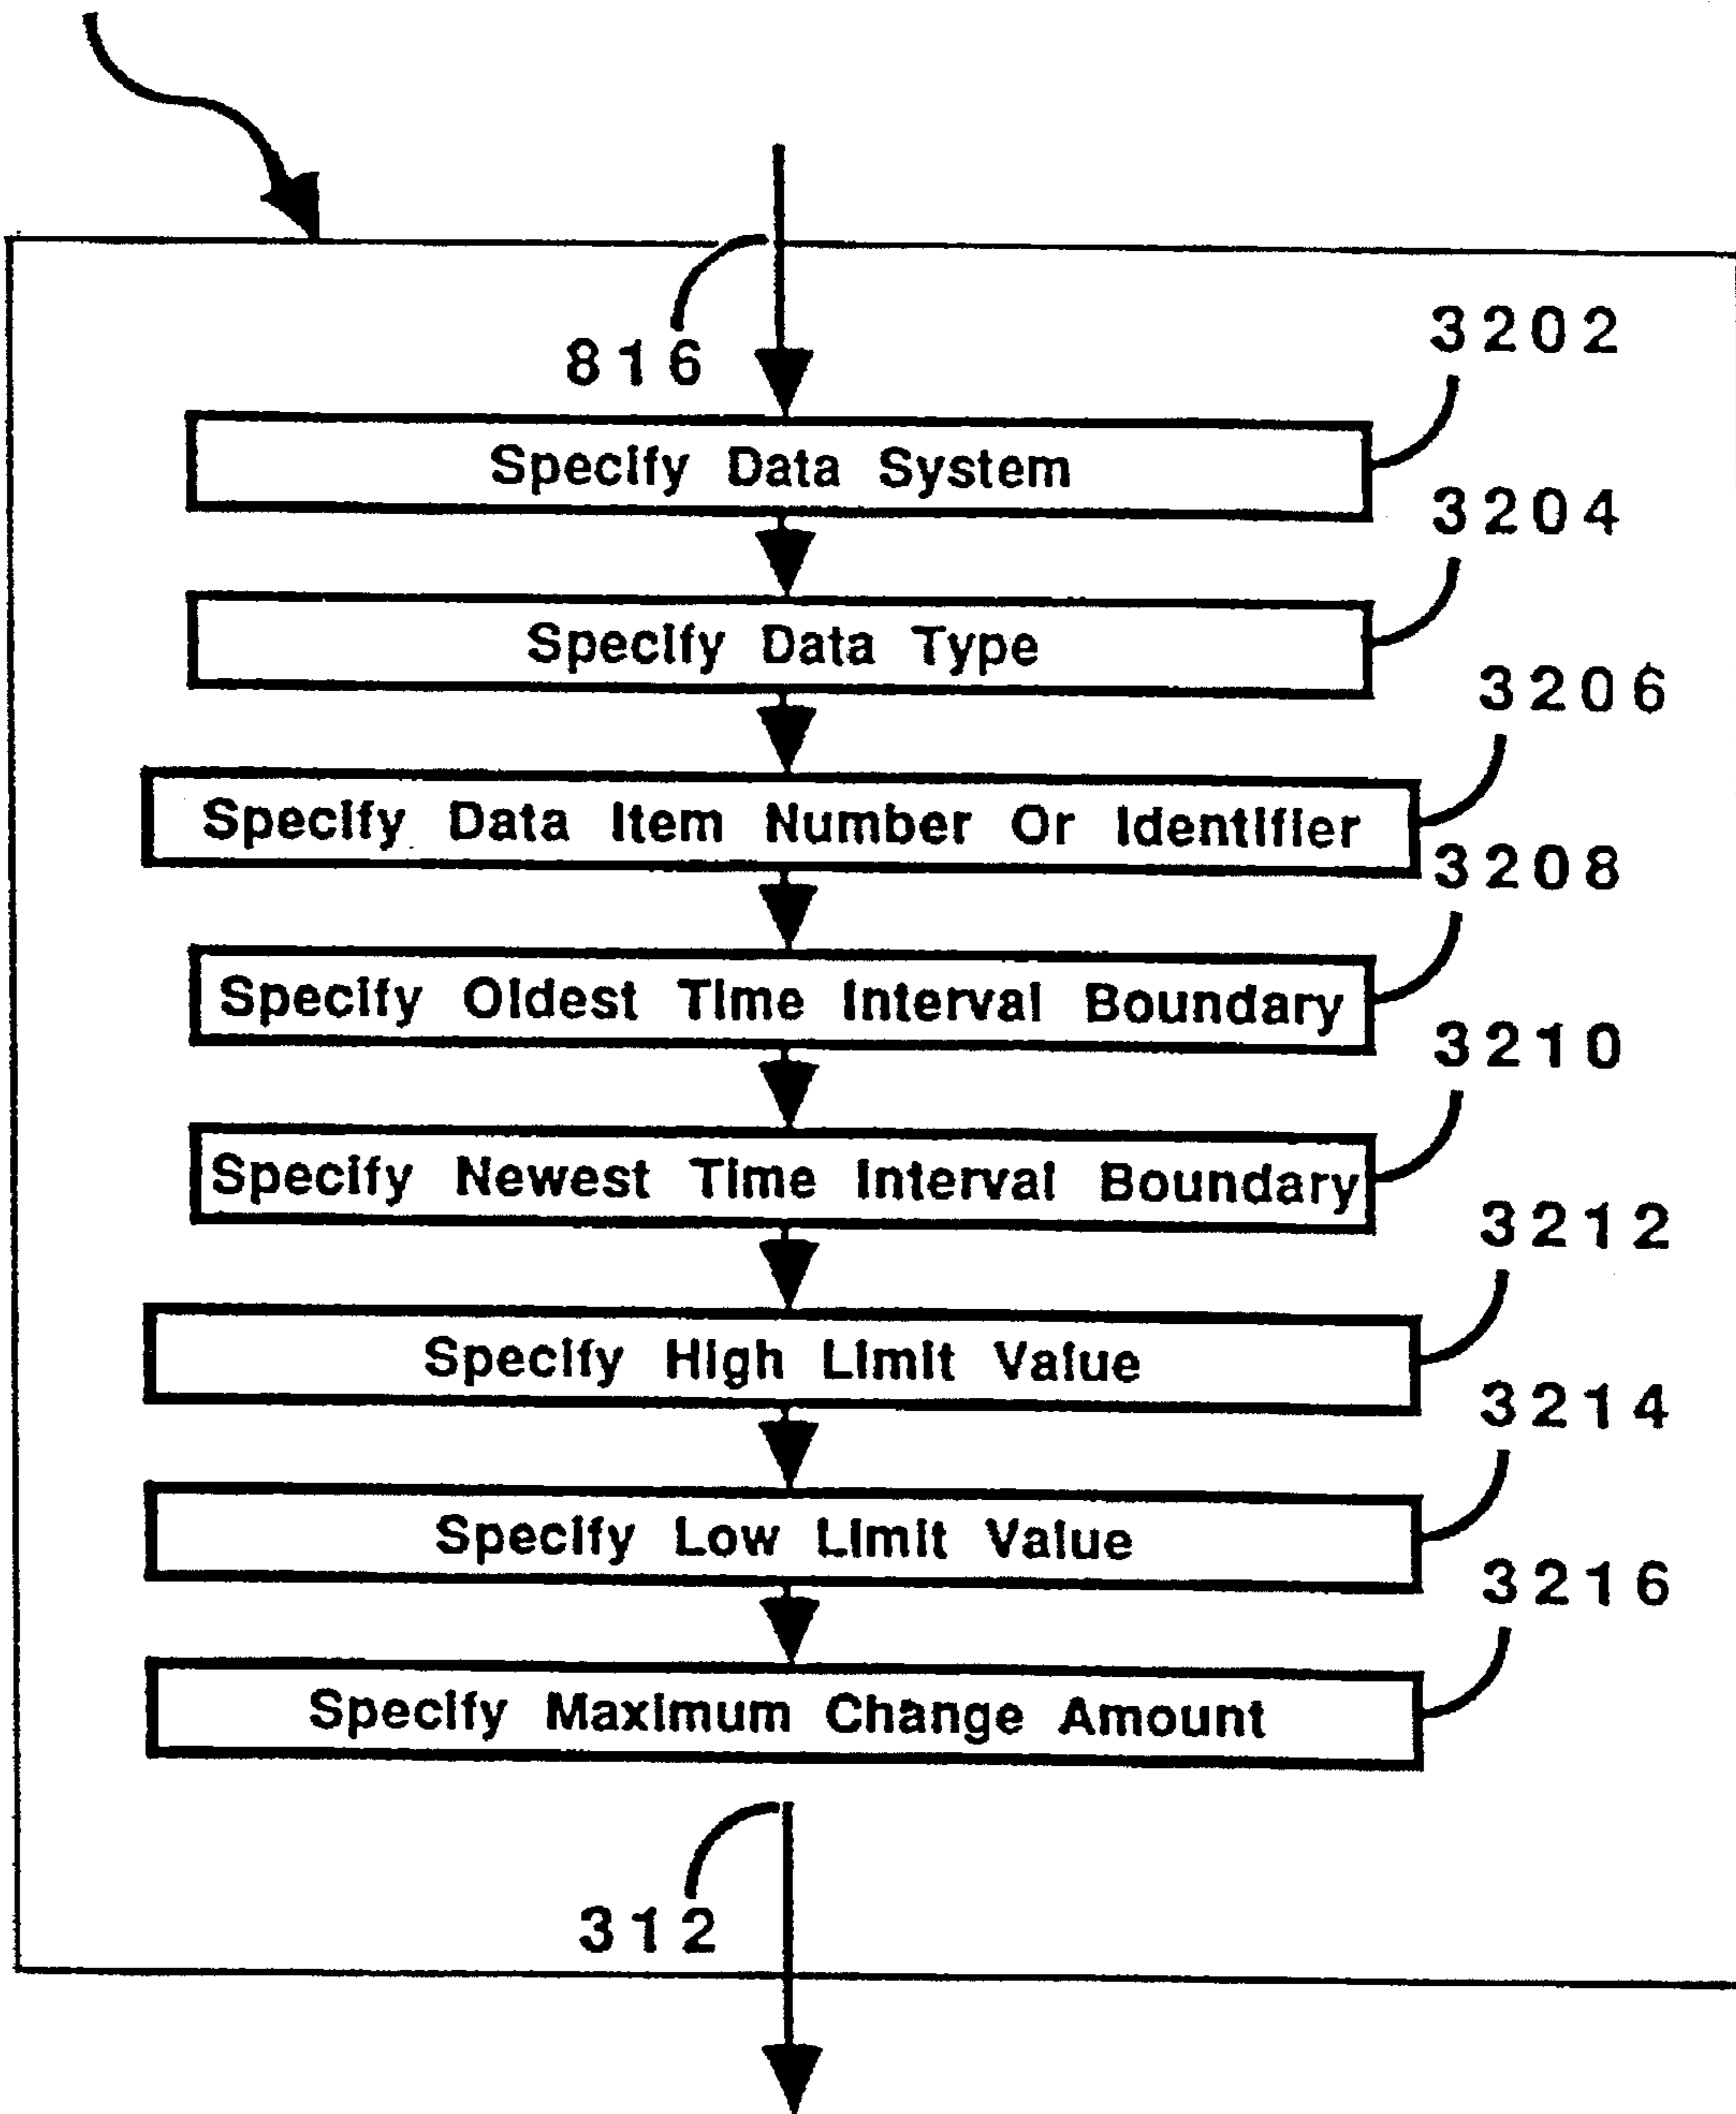 816
3202
Specify Data System
3204
Specify Data Type
3206
Specify Data Item Number Or Identifier
3208
Specify Oldest Time Interval Boundary
3210
Specify Newest Time Interval Boundary
3212
Specify High Limit Value
3214
Specify Low Limit Value
3216
Specify Maximum Change Amount
312